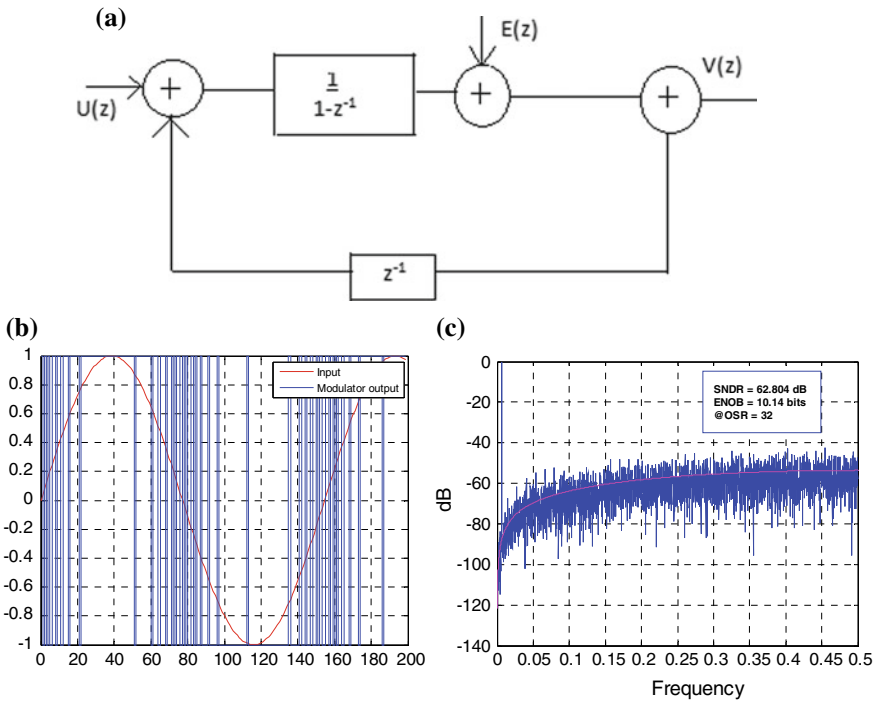 (a)
E(z)
V(z)
+
1
1-z⁻¹
+
+
U(z)
z⁻¹
(b)
(c)
1
0.8
0.6
0.4
0.2
0
-0.2
-0.4
-0.6
-0.8
-1
0 20 40 60 80 100 120 140 160 180 200
Input
Modulator output
0
-20
-40
-60
-80
-100
-120
-140
dB
SNDR = 62.804 dB
ENOB = 10.14 bits
@OSR = 32
0 0.05 0.1 0.15 0.2 0.25 0.3 0.35 0.4 0.45 0.5
Frequency